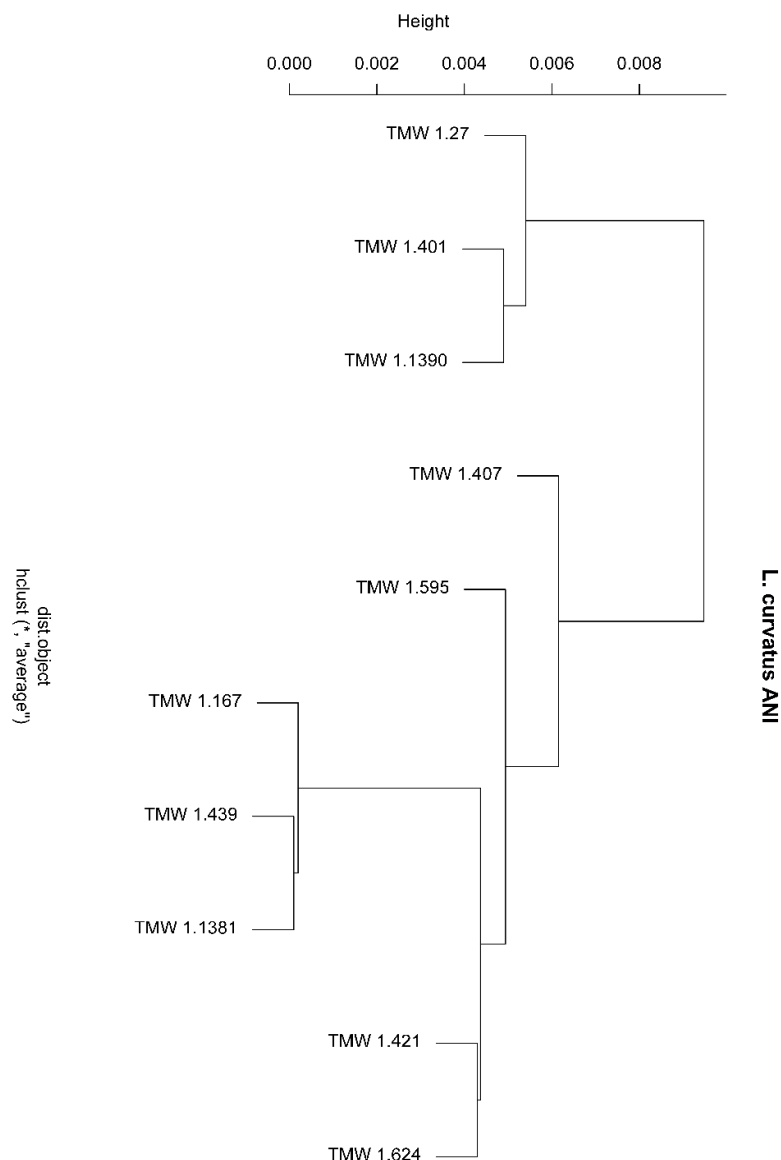 Height
0.000 0.002 0.004 0.006 0.008
TMW 1.27
TMW 1.401
TMW 1.1390
TMW 1.407
TMW 1.595
TMW 1.167
TMW 1.439
TMW 1.1381
TMW 1.421
TMW 1.624
L. curvatus ANI
dist.object
hclust (*, "average")